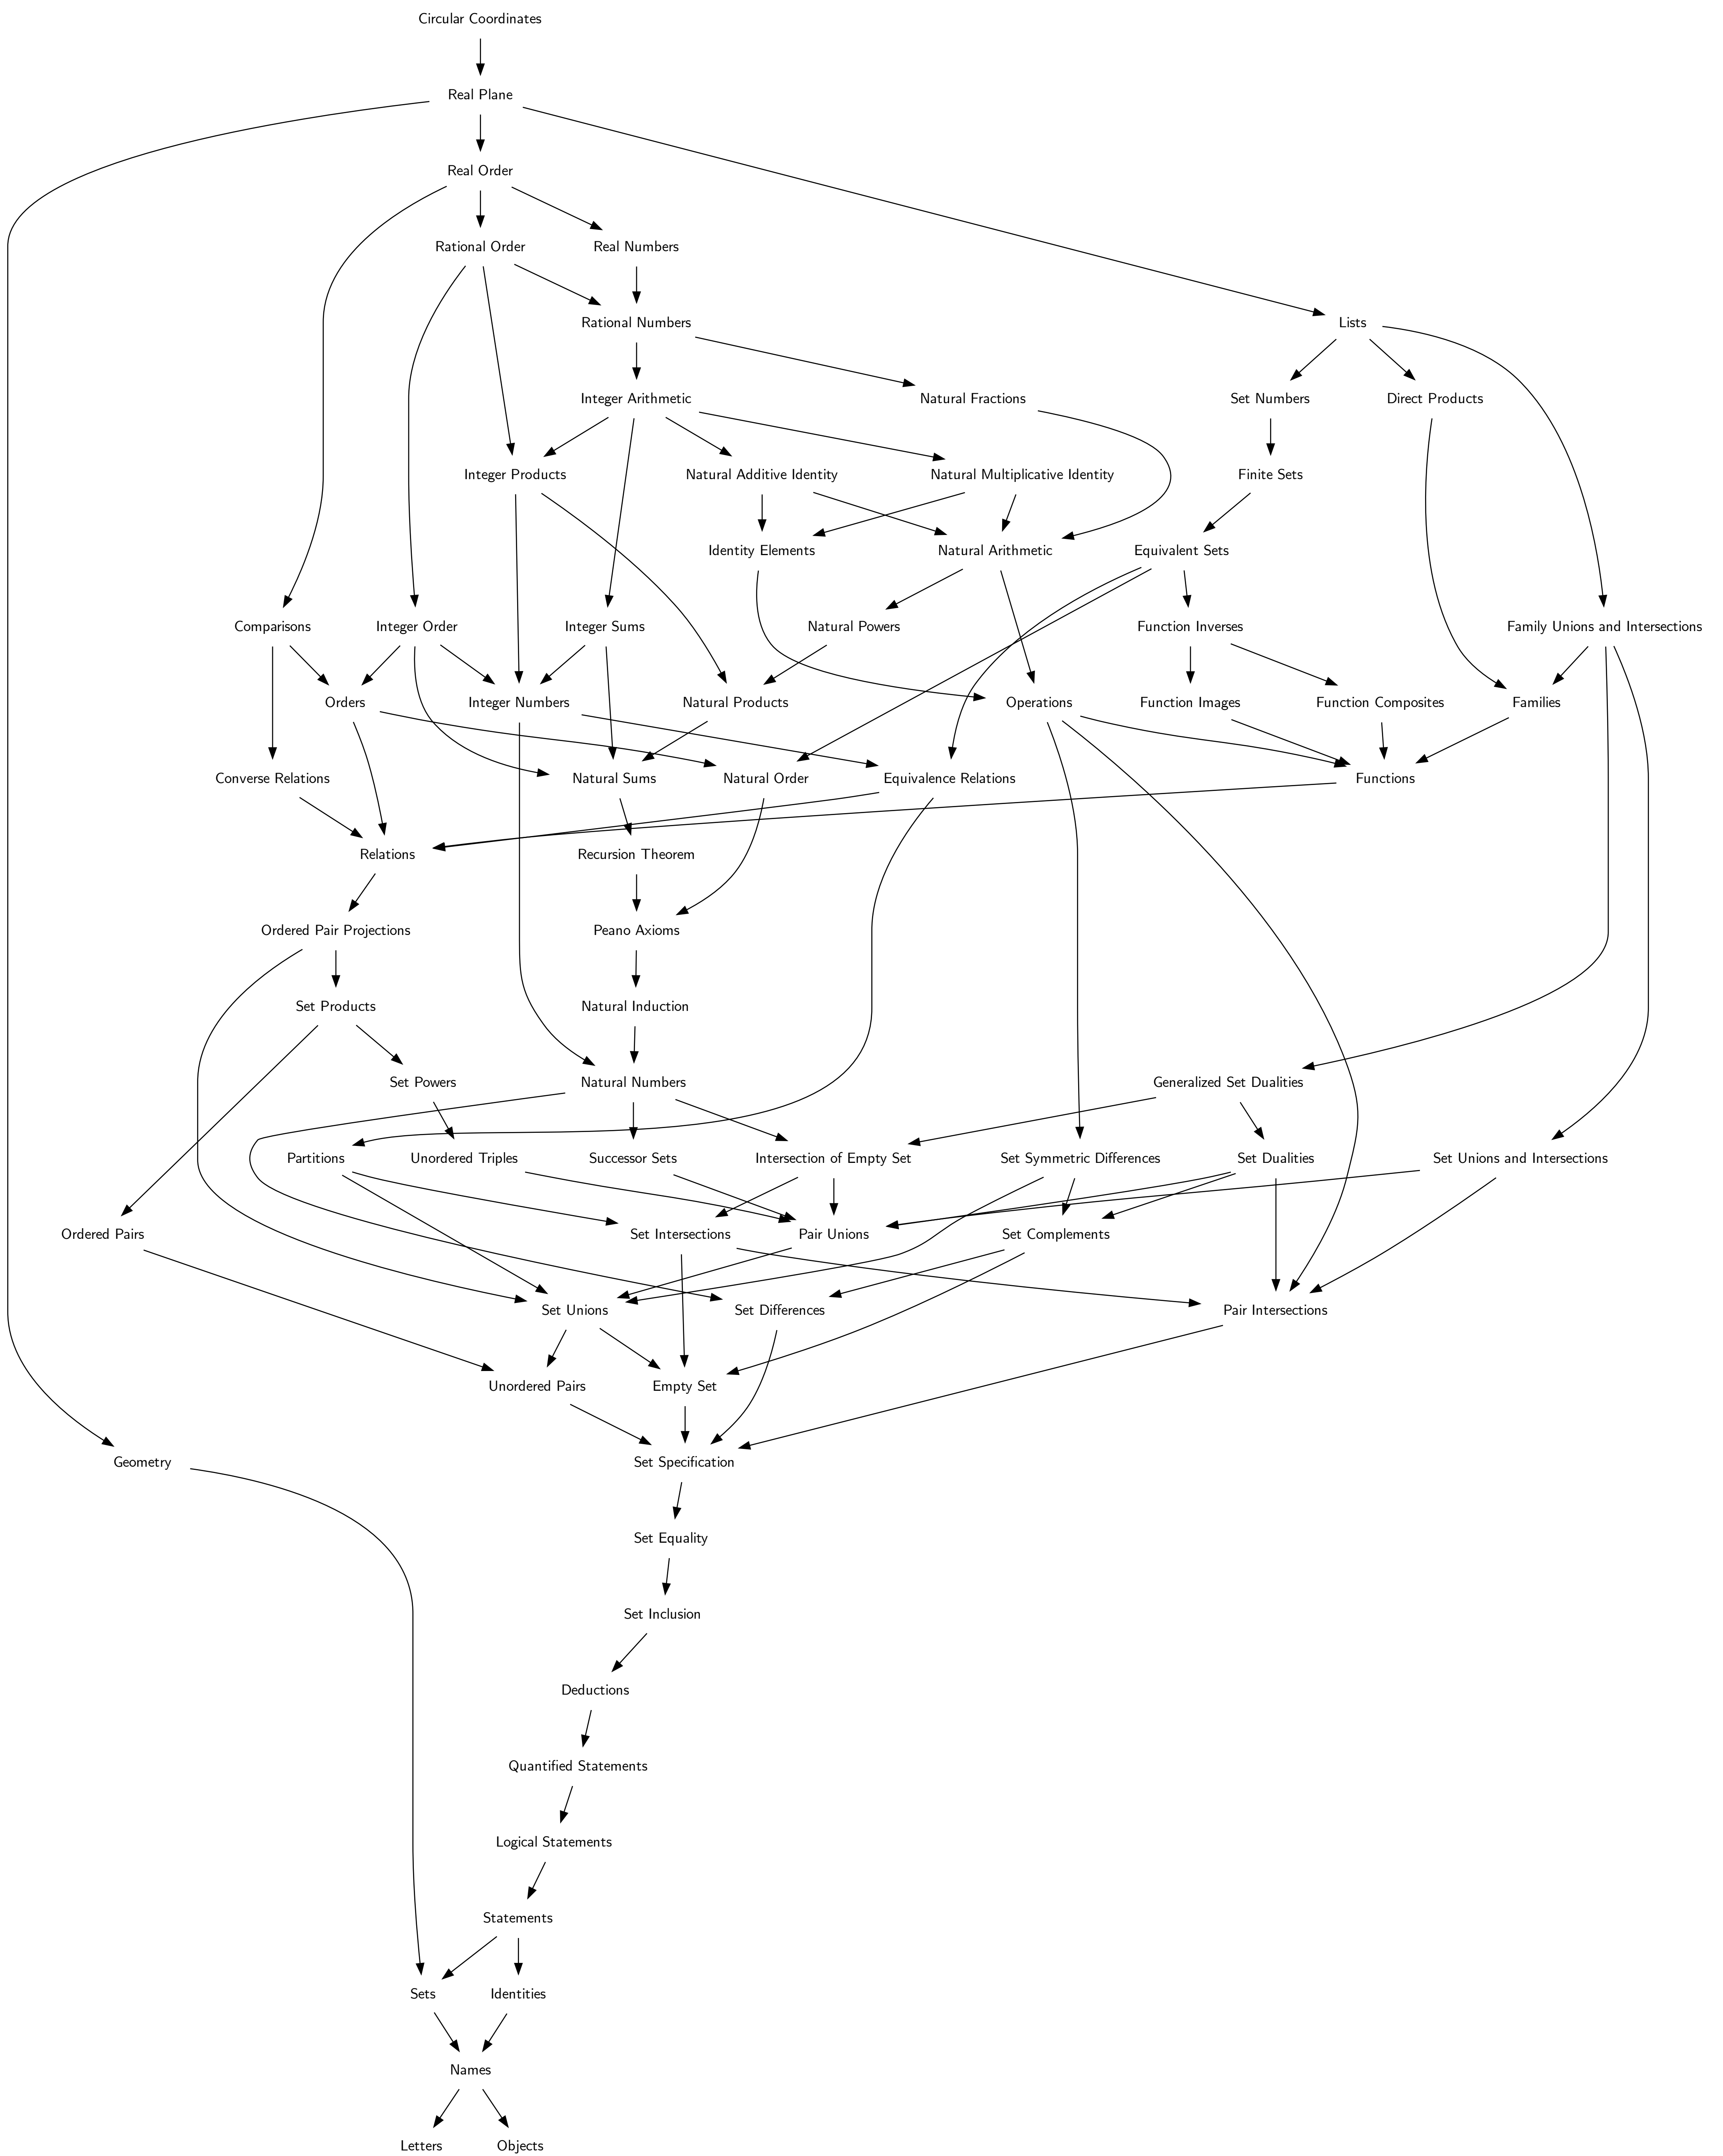 Circular Coordinates
Real Plane
Real Order
Rational Order
Real Numbers
Rational Numbers
Lists
Integer Arithmetic
Natural Fractions
Set Numbers
Direct Products
Integer Products
Natural Additive Identity
Natural Multiplicative Identity
Finite Sets
Identity Elements
Natural Arithmetic
Equivalent Sets
Comparisons
Integer Order
Integer Sums
Natural Powers
Function Inverses
Family Unions and Intersections
Orders
Integer Numbers
Natural Products
Operations
Function Images
Function Composites
Families
Converse Relations
Natural Sums
Natural Order
Equivalence Relations
Functions
Relations
Recursion Theorem
Ordered Pair Projections
Peano Axioms
Set Products
Natural Induction
Set Powers
Natural Numbers
Generalized Set Dualities
Partitions
Unordered Triples
Successor Sets
Intersection of Empty Set
Set Symmetric Differences
Set Dualities
Set Unions and Intersections
Ordered Pairs
Set Intersections
Pair Unions
Set Complements
Set Unions
Set Differences
Pair Intersections
Unordered Pairs
Empty Set
Geometry
Set Specification
Set Equality
Set Inclusion
Deductions
Quantified Statements
Logical Statements
Statements
Sets
Identities
Names
Letters
Objects